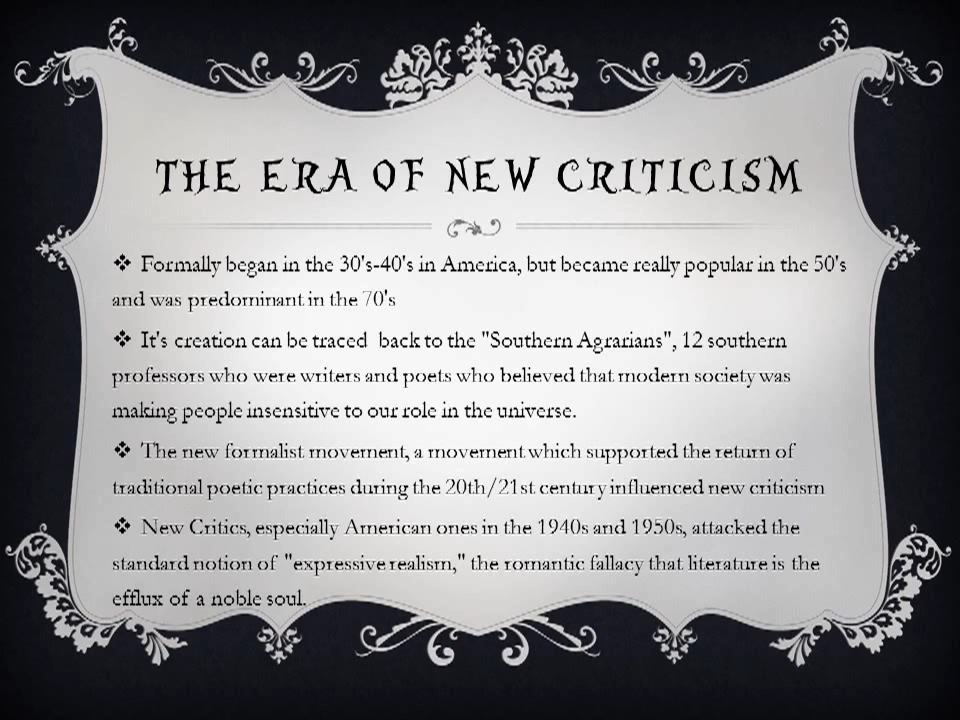 THE ERA OF NEW CRITICISM
❖ Formally began in the 30's-40's in America, but became really popular in the 50's
and was predominant in the 70's
❖ It's creation can be traced back to the "Southern Agrarians", 12 southern
professors who were writers and poets who believed that modern society was
making people insensitive to our role in the universe.
❖ The new formalist movement, a movement which supported the return of
traditional poetic practices during the 20th/21st century influenced new criticism
❖ New Critics, especially American ones in the 1940s and 1950s, attacked the
standard notion of "expressive realism," the romantic fallacy that literature is the
efflux of a noble soul.